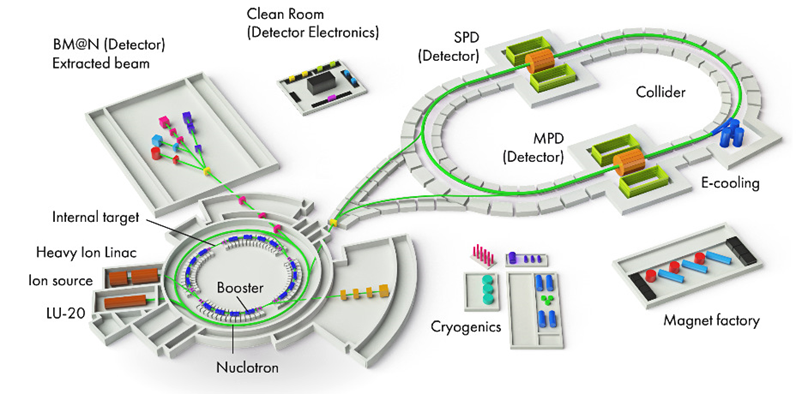 Clean Room
(Detector Electronics)
BM@N (Detector)
Extracted beam
SPD
(Detector)
Collider
MPD
(Detector)
E-cooling
Internal target
Heavy Ion Linac
Ion source
LU-20
Booster
Nuclotron
Cryogenics
Magnet factory